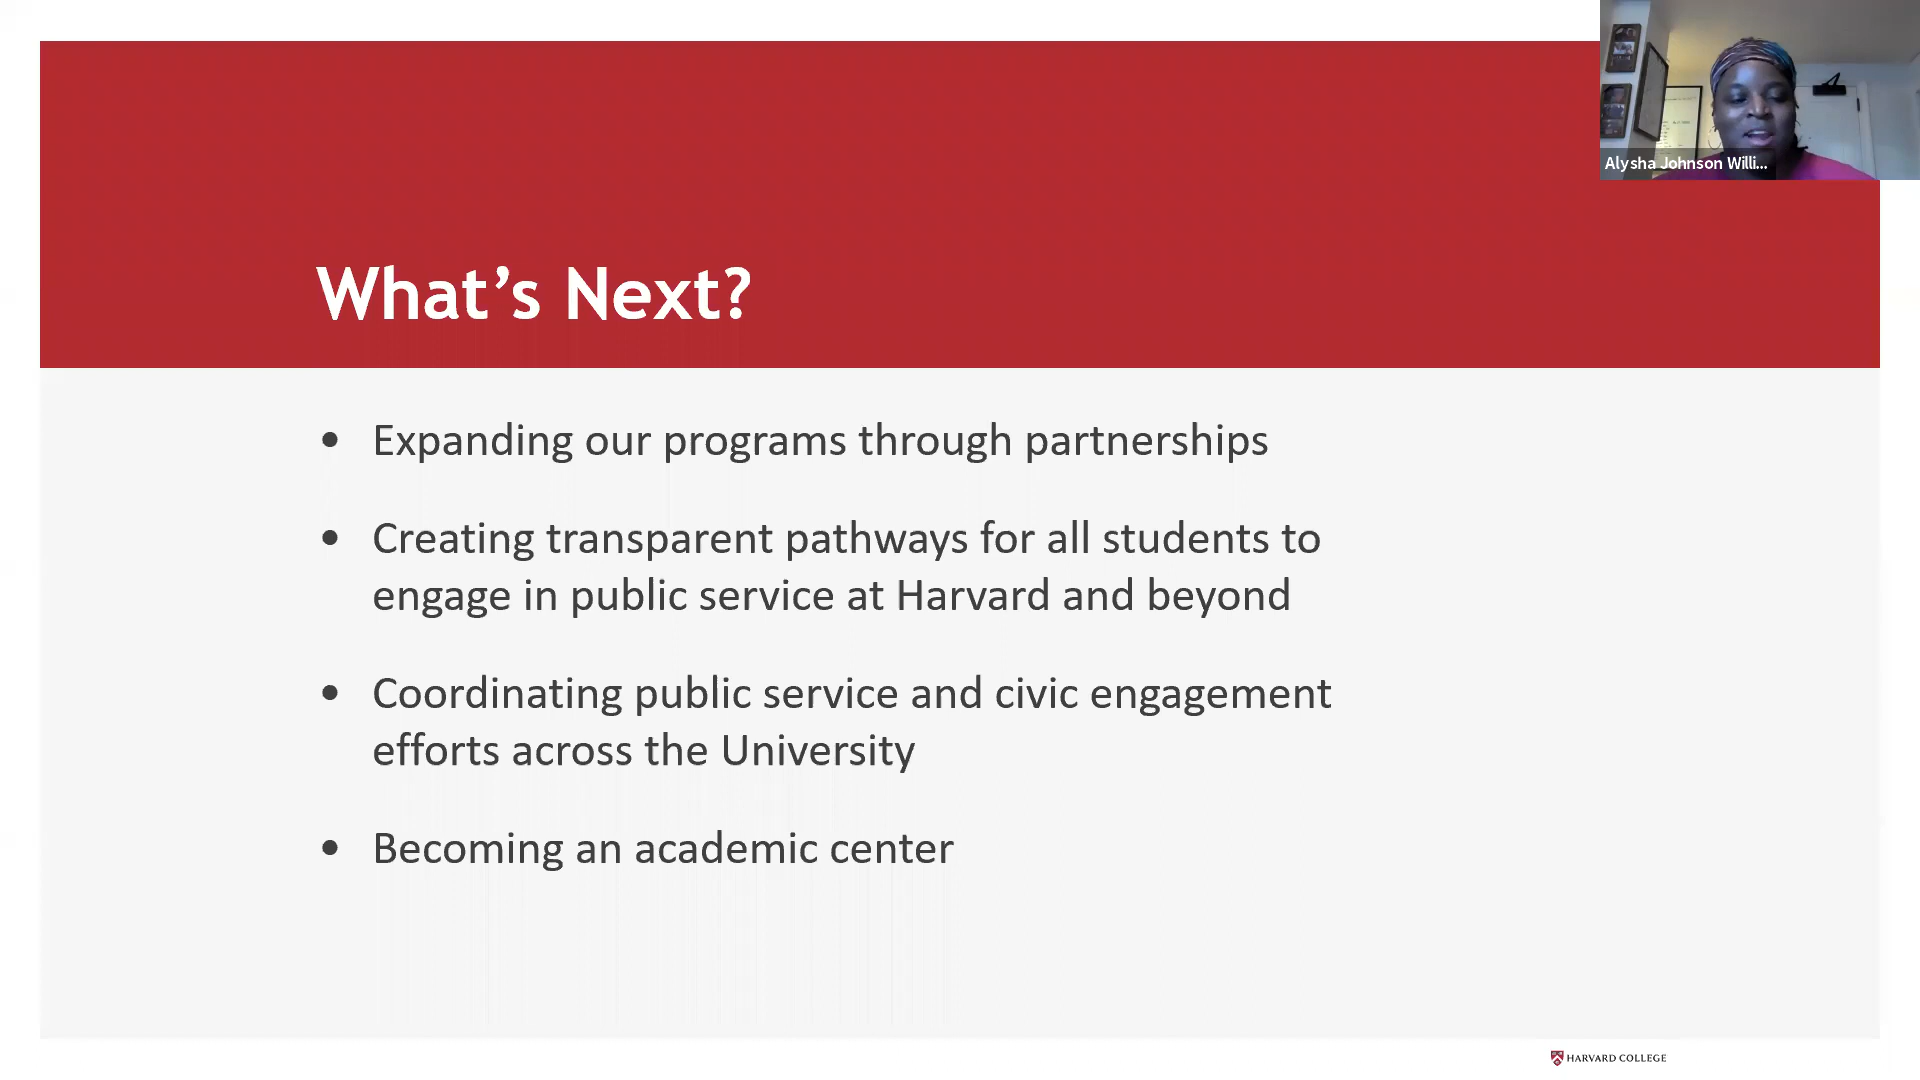 Alysha Johnson Willi...
What’s Next?
• Expanding our programs through partnerships
• Creating transparent pathways for all students to
engage in public service at Harvard and beyond
• Coordinating public service and civic engagement
efforts across the University
• Becoming an academic center
HARVARD COLLEGE